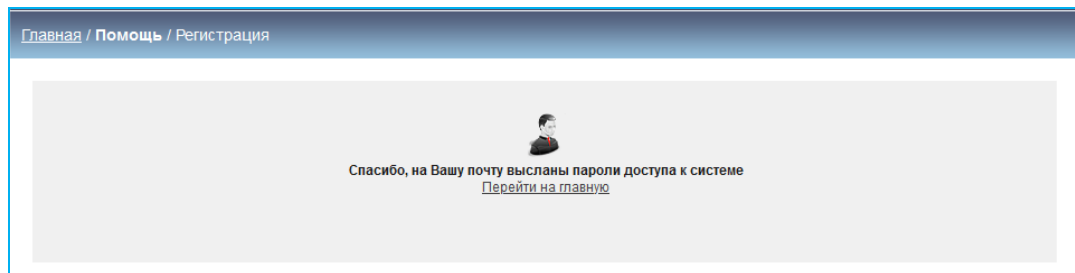 Главная / Помощь / Регистрация
Спасибо, на Вашу почту высланы пароли доступа к системе
Перейти на главную